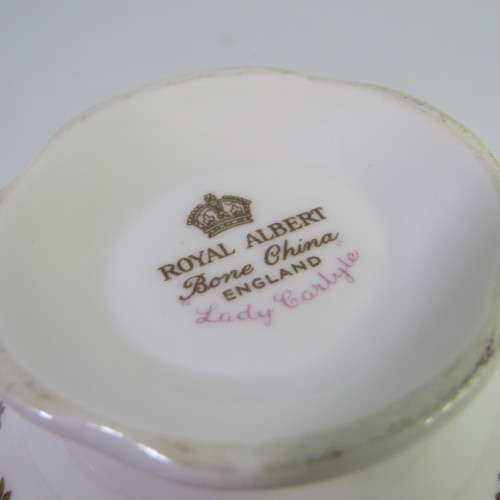 ROYAL ALBERT
Bone China
ENGLAND
"Lady Carlyle"